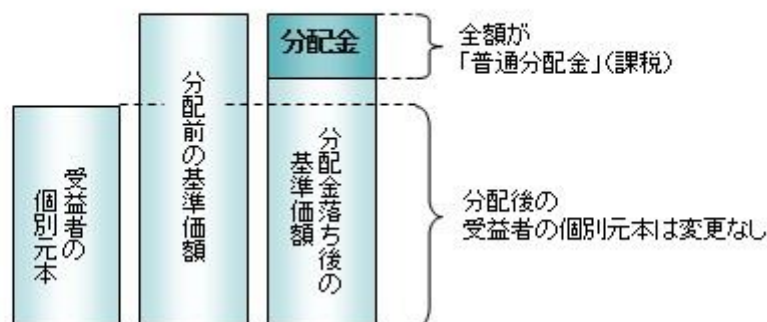 受益者の
個別元本
分配前の基準価額
分配金
分配金落ち後の
基準価額
全額が
「普通分配金」(課税)
分配後の
受益者の個別元本は変更なし